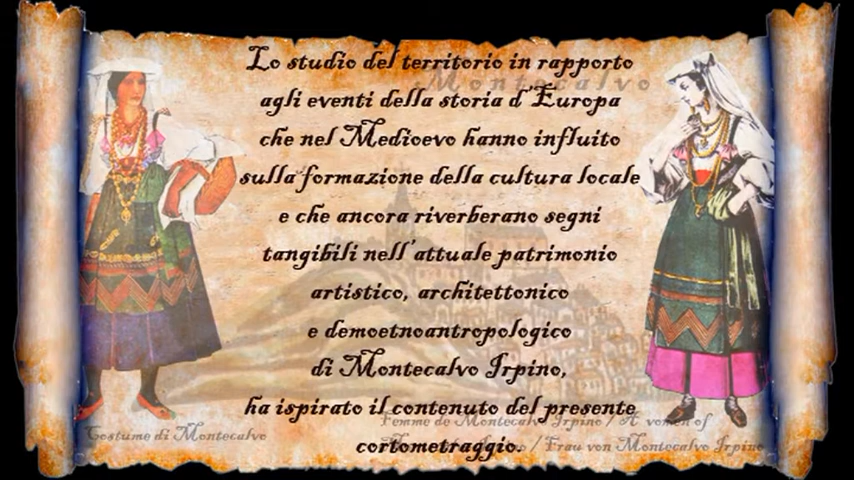 Lo studio del territorio in rapporto
Montecalvo
agli eventi della storia d'Europa
che nel Medioevo hanno influito
sulla formazione della cultura locale
e che ancora riverberano segni
tangibili nell'attuale patrimonio
artistico, architettonico
e demoetnoantropologico
di Montecalvo Irpino,
ha ispirato il contenuto del presente
cortometraggio.
Costume di Montecalvo
Femme de Montecalvo Irpino / A women of
/ Frau von Montecalvo Irpino